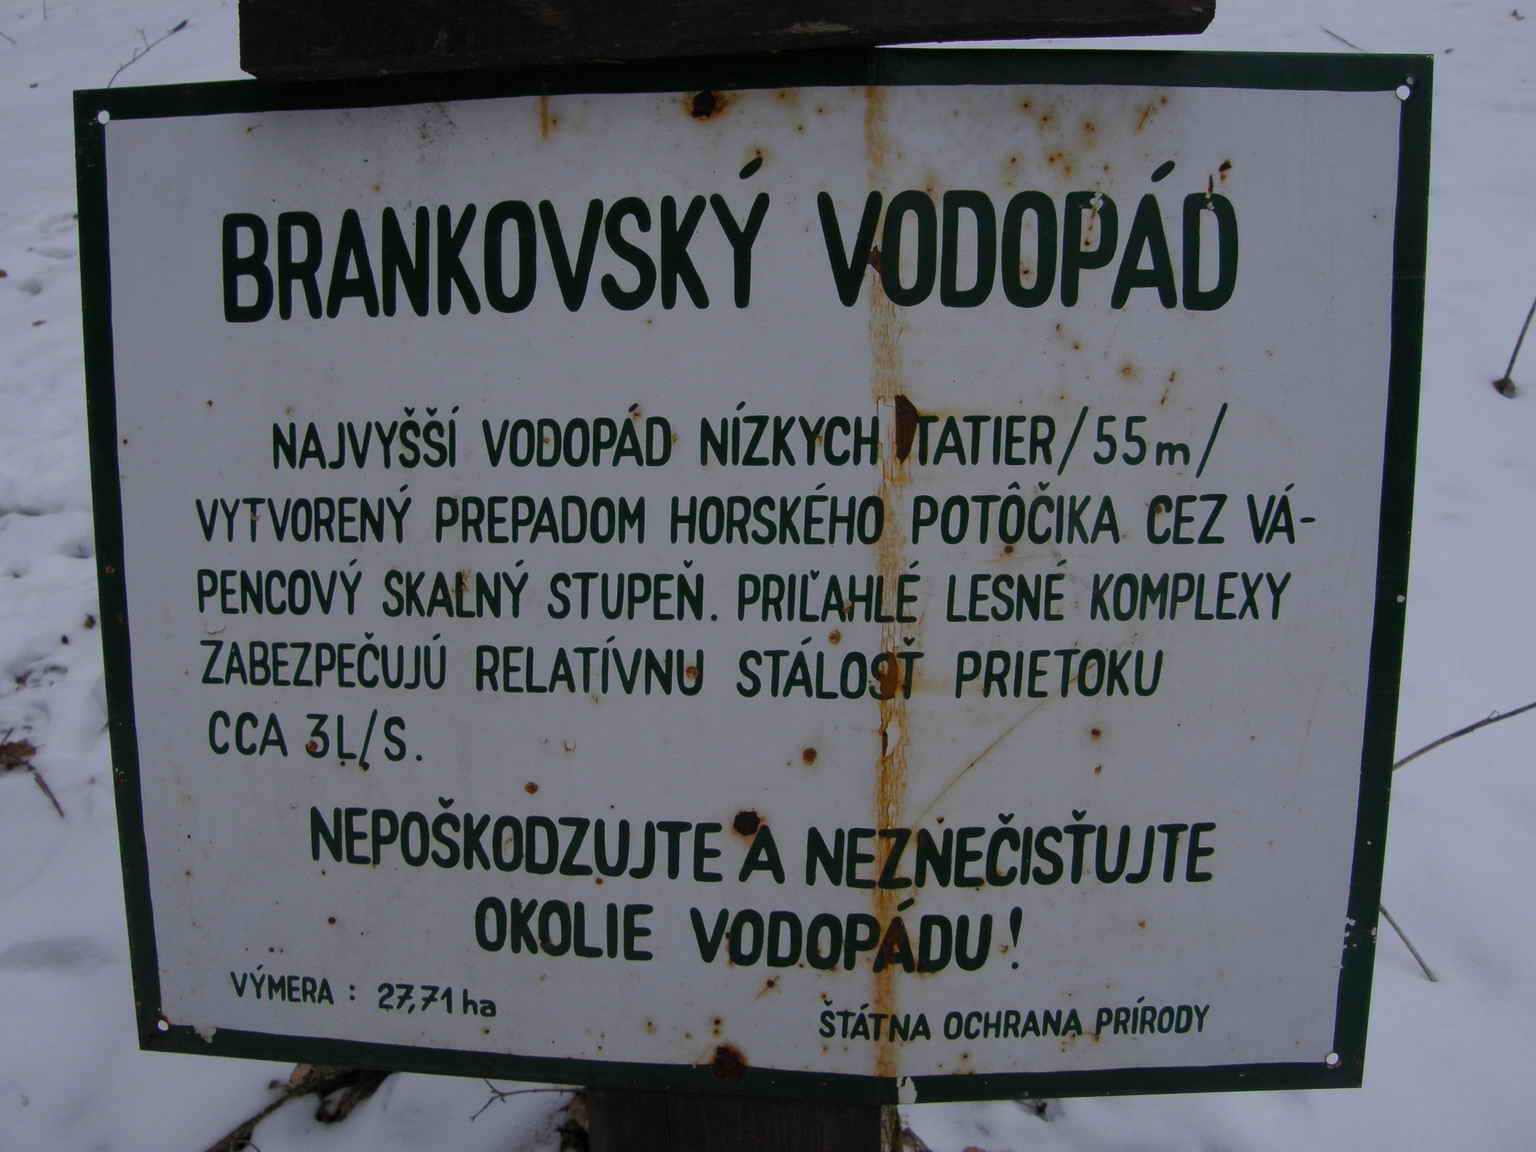 BRANKOVSKÝ VODOPÁD
NAJVYŠŠÍ VODOPÁD NÍZKYCH TATIER/55m/
VYTVORENÝ PREPADOM HORSKÉHO POTÔČIKA CEZ VÁ-
PENCOVÝ SKALNÝ STUPEŇ. PRIĽAHLÉ LESNÉ KOMPLEXY
ZABEZPEČUJÚ RELATÍVNU STÁLOSŤ PRIETOKU
CCA 3L/S.
NEPOŠKODZUJTE A NEZNEČISŤUJTE
OKOLIE VODOPÁDU!
VÝMERA : 27,71 ha
ŠTÁTNA OCHRANA PRÍRODY